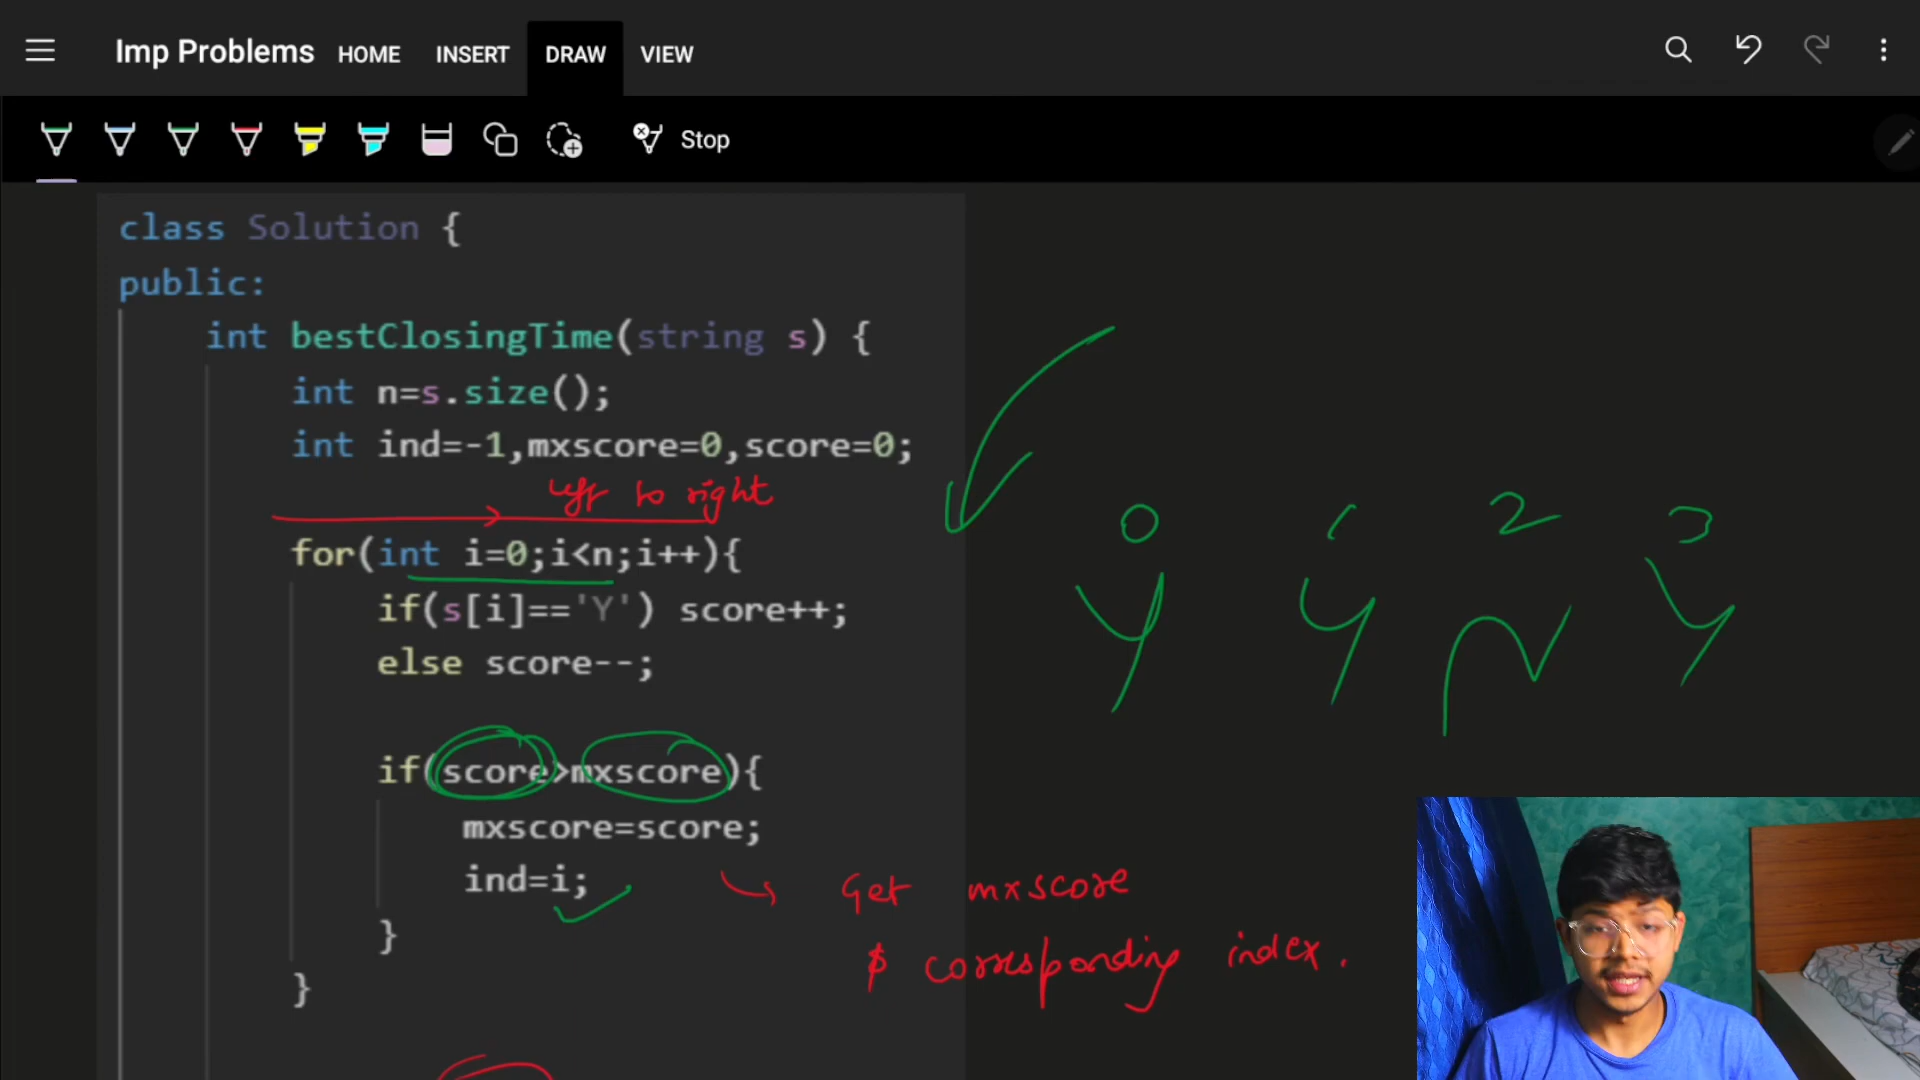 Imp Problems HOME INSERT DRAW VIEW
Stop
class Solution {
public:
int bestClosingTime(string s) {
int n=s.size();
int ind=-1,mxscore=0,score=0;
left to right
for(int i=0;i<n;i++){
if(s[i]=='Y') score++;
else score--;
if(score>mxscore){
mxscore=score;
ind=i;
}
}
Get mxscore
$ corresponding index.
0 1 2 3
Y Y N Y